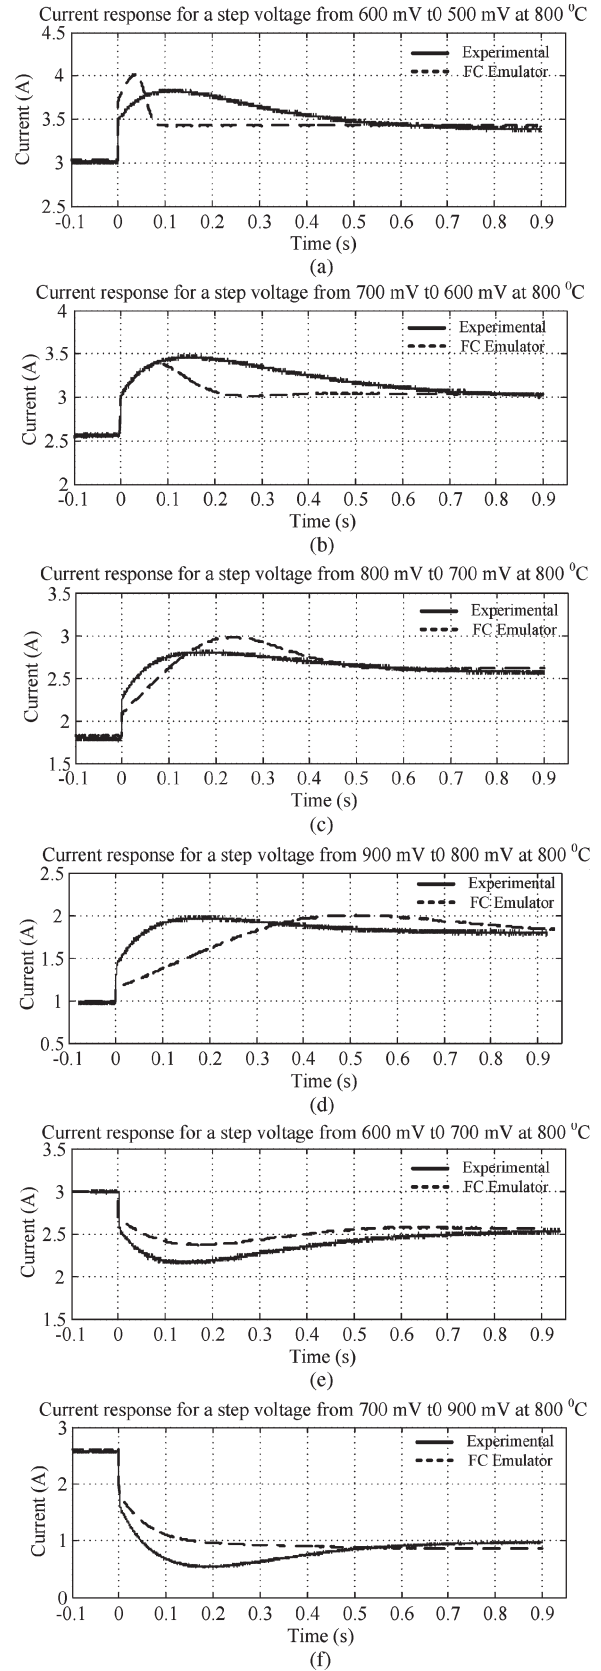 Current response for a step voltage from 600 mV t0 500 mV at 800 ⁰C
4.5
4
3.5
3
2.5
Current (A)
Experimental
FC Emulator
-0.1 0 0.1 0.2 0.3 0.4 0.5 0.6 0.7 0.8 0.9
Time (s)
(a)
Current response for a step voltage from 700 mV t0 600 mV at 800 ⁰C
4
3.5
3
2.5
2
Current (A)
Experimental
FC Emulator
-0.1 0 0.1 0.2 0.3 0.4 0.5 0.6 0.7 0.8 0.9
Time (s)
(b)
Current response for a step voltage from 800 mV t0 700 mV at 800 ⁰C
3.5
3
2.5
2
1.5
Current (A)
Experimental
FC Emulator
-0.1 0 0.1 0.2 0.3 0.4 0.5 0.6 0.7 0.8 0.9
Time (s)
(c)
Current response for a step voltage from 900 mV t0 800 mV at 800 ⁰C
2.5
2
1.5
1
0.5
Current (A)
Experimental
FC Emulator
-0.1 0 0.1 0.2 0.3 0.4 0.5 0.6 0.7 0.8 0.9
Time (s)
(d)
Current response for a step voltage from 600 mV t0 700 mV at 800 ⁰C
3.5
3
2.5
2
1.5
Current (A)
Experimental
FC Emulator
-0.1 0 0.1 0.2 0.3 0.4 0.5 0.6 0.7 0.8 0.9
Time (s)
(e)
Current response for a step voltage from 700 mV t0 900 mV at 800 ⁰C
3
2
1
0
Current (A)
Experimental
FC Emulator
-0.1 0 0.1 0.2 0.3 0.4 0.5 0.6 0.7 0.8 0.9
Time (s)
(f)